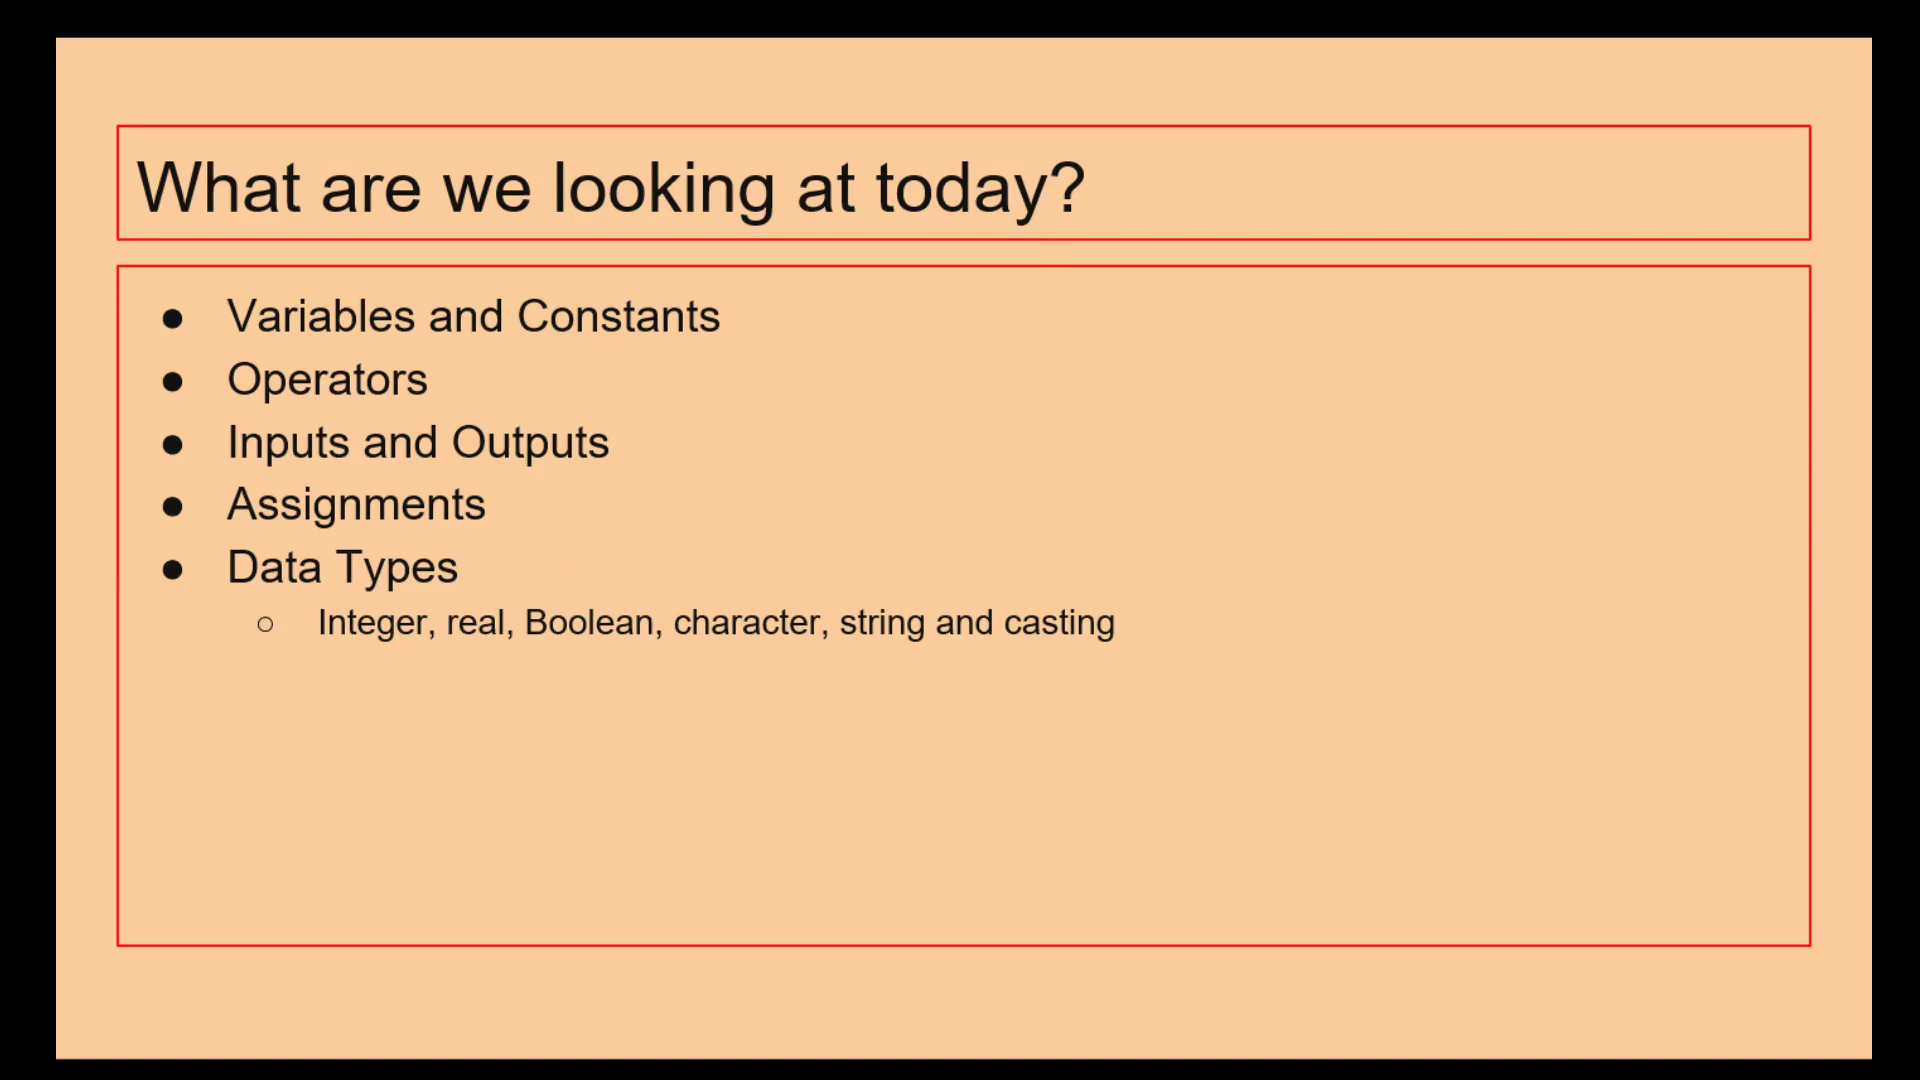 What are we looking at today?
● Variables and Constants
● Operators
● Inputs and Outputs
● Assignments
● Data Types
○ Integer, real, Boolean, character, string and casting